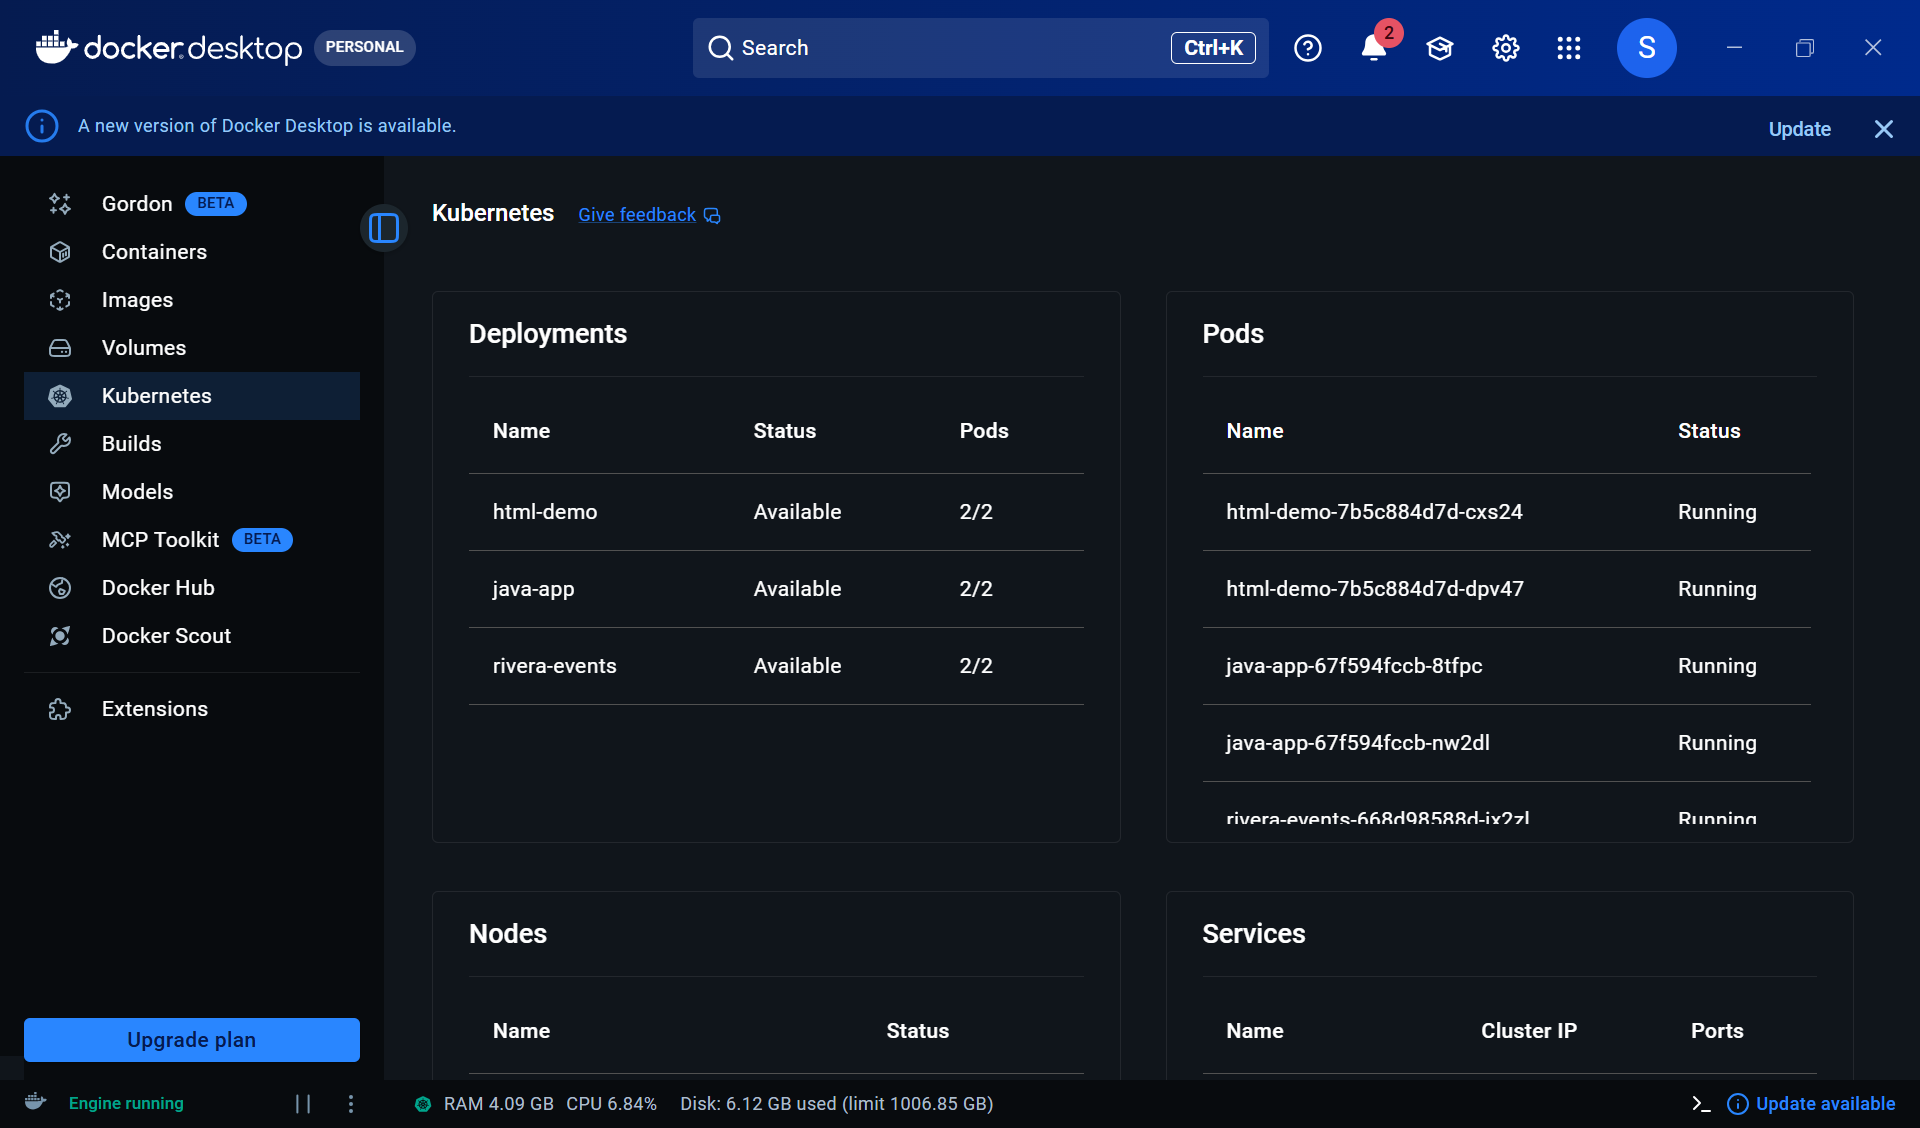 docker desktop PERSONAL
Search Ctrl+K
2
S
A new version of Docker Desktop is available.
Update
Gordon BETA
Containers
Images
Volumes
Kubernetes
Builds
Models
MCP Toolkit BETA
Docker Hub
Docker Scout
Extensions
Upgrade plan
Kubernetes Give feedback
Deployments
Name Status Pods
html-demo Available 2/2
java-app Available 2/2
rivera-events Available 2/2
Pods
Name Status
html-demo-7b5c884d7d-cxs24 Running
html-demo-7b5c884d7d-dpv47 Running
java-app-67f594fccb-8tfpc Running
java-app-67f594fccb-nw2dl Running
rivera-events-668d98588d-jx2zl Running
Nodes
Name Status
Services
Name Cluster IP Ports
Engine running
RAM 4.09 GB CPU 6.84% Disk: 6.12 GB used (limit 1006.85 GB)
Update available